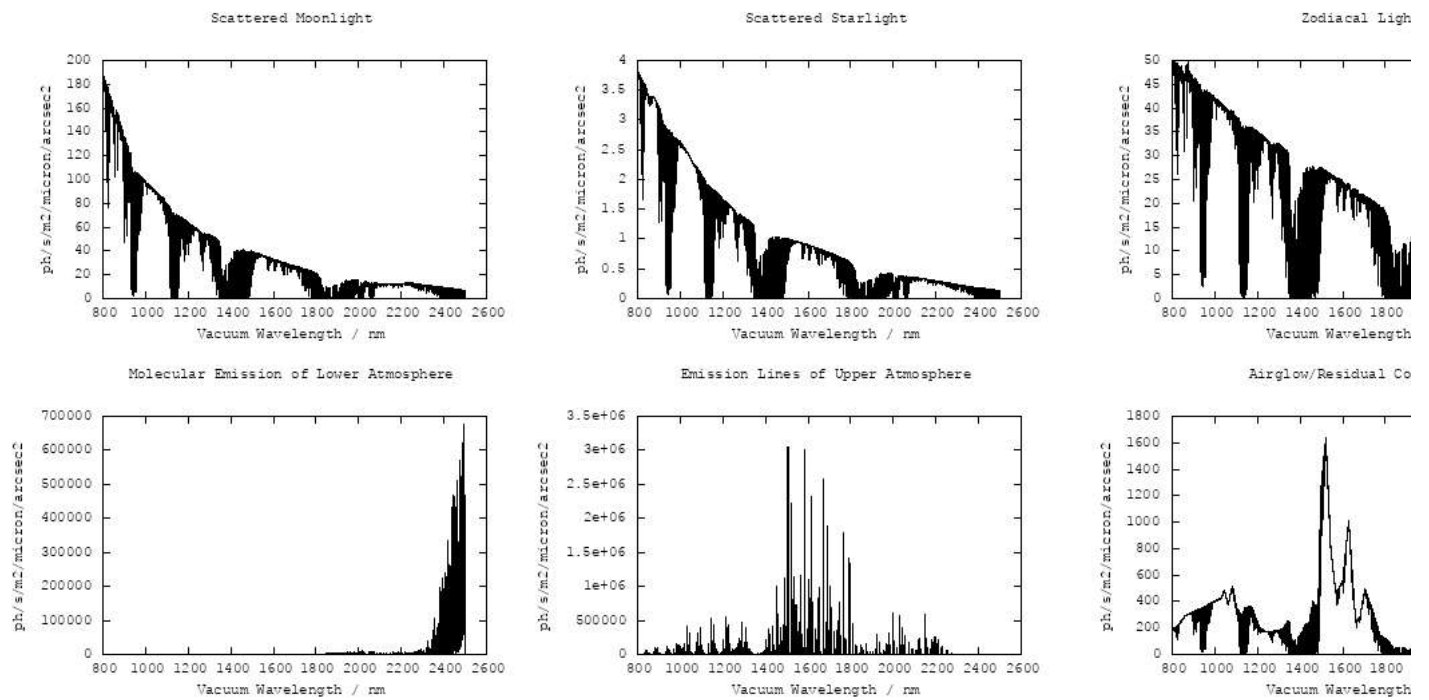 Scattered Moonlight
ph/s/m2/micron/arcsec2
200
180
160
140
120
100
80
60
40
20
0
800 1000 1200 1400 1600 1800 2000 2200 2400 2600
Vacuum Wavelength / nm
Scattered Starlight
ph/s/m2/micron/arcsec2
4
3.5
3
2.5
2
1.5
1
0.5
0
800 1000 1200 1400 1600 1800 2000 2200 2400 2600
Vacuum Wavelength / nm
Zodiacal Ligh
ph/s/m2/micron/arcsec2
50
45
40
35
30
25
20
15
10
5
0
800 1000 1200 1400 1600 1800
Vacuum Wavelength
Molecular Emission of Lower Atmosphere
ph/s/m2/micron/arcsec2
700000
600000
500000
400000
300000
200000
100000
0
800 1000 1200 1400 1600 1800 2000 2200 2400 2600
Vacuum Wavelength / nm
Emission Lines of Upper Atmosphere
ph/s/m2/micron/arcsec2
3.5e+06
3e+06
2.5e+06
2e+06
1.5e+06
1e+06
500000
0
800 1000 1200 1400 1600 1800 2000 2200 2400 2600
Vacuum Wavelength / nm
Airglow/Residual Co
ph/s/m2/micron/arcsec2
1800
1600
1400
1200
1000
800
600
400
200
0
800 1000 1200 1400 1600 1800
Vacuum Wavelength